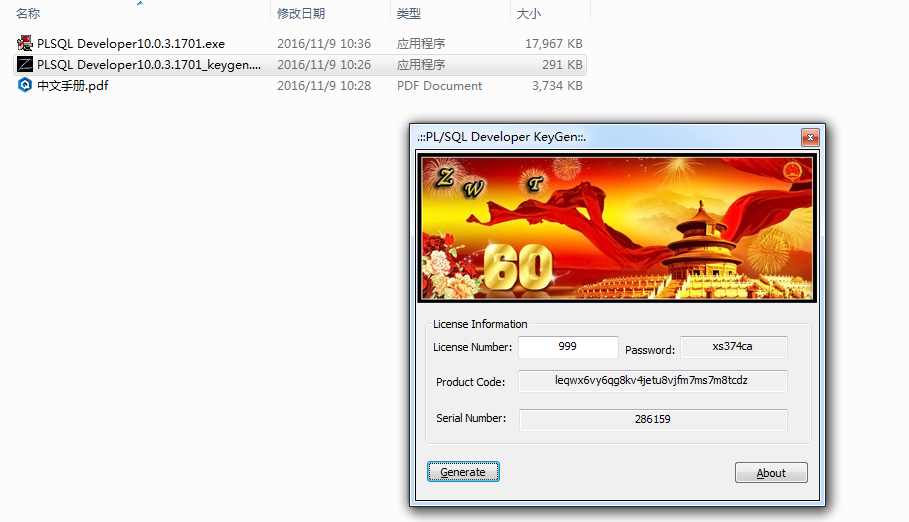 名称 修改日期 类型 大小
PLSQL Developer10.0.3.1701.exe 2016/11/9 10:36 应用程序 17,967 KB
PLSQL Developer10.0.3.1701_keygen.... 2016/11/9 10:26 应用程序 291 KB
中文手册.pdf 2016/11/9 10:28 PDF Document 3,734 KB
.::PL/SQL Developer KeyGen::.
Z W T
60
License Information
License Number: 999 Password: xs374ca
Product Code: leqwx6vy6qg8kv4jetu8vjfm7ms7m8tcdz
Serial Number: 286159
Generate About